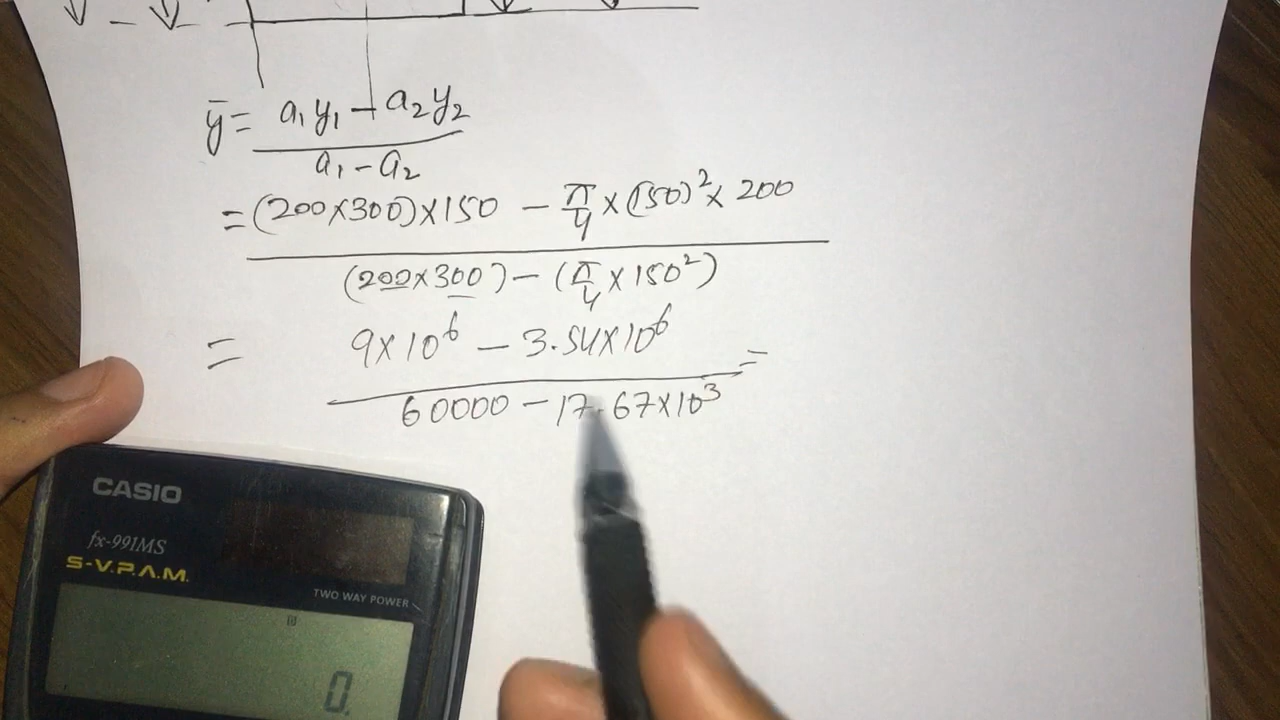 ȳ = a₁y₁ - a₂y₂
a₁ - a₂
= (200×300)×150 - π/4 × (150)² × 200
(200×300) - (π/4 × 150²)
= 9×10⁶ - 3.54×10⁶ =
60000 - 17.67×10³
CASIO
fx-991MS
S-V.P.A.M.
TWO WAY POWER
D
0.